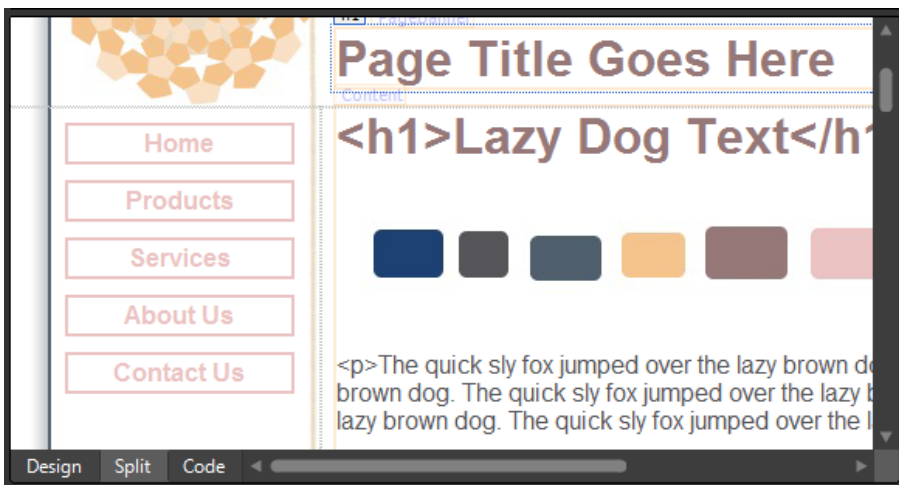 h1 Pagebanner
Page Title Goes Here
Content
<h1>Lazy Dog Text</h1
Home
Products
Services
About Us
Contact Us
<p>The quick sly fox jumped over the lazy brown
brown dog. The quick sly fox jumped over the lazy
lazy brown dog. The quick sly fox jumped over the
Design Split Code